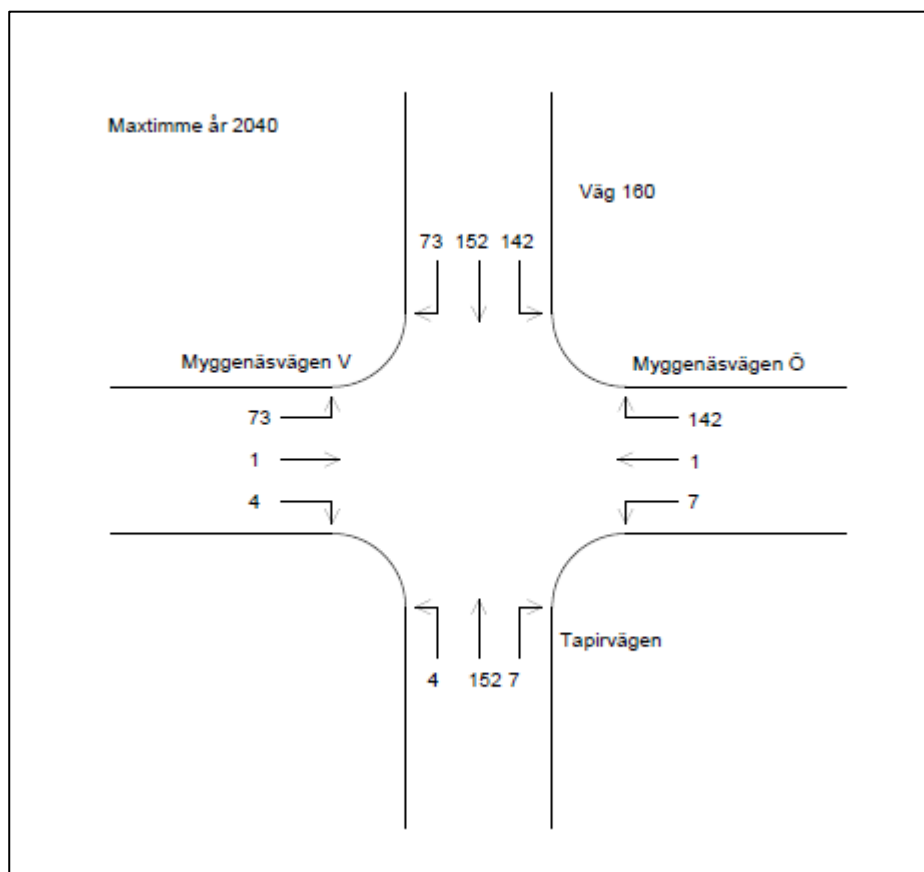 Maxtimme år 2040
Väg 160
73 152 142
Myggenäsvägen V
Myggenäsvägen Ö
73
142
1
1
4
7
Tapirvägen
4 152 7